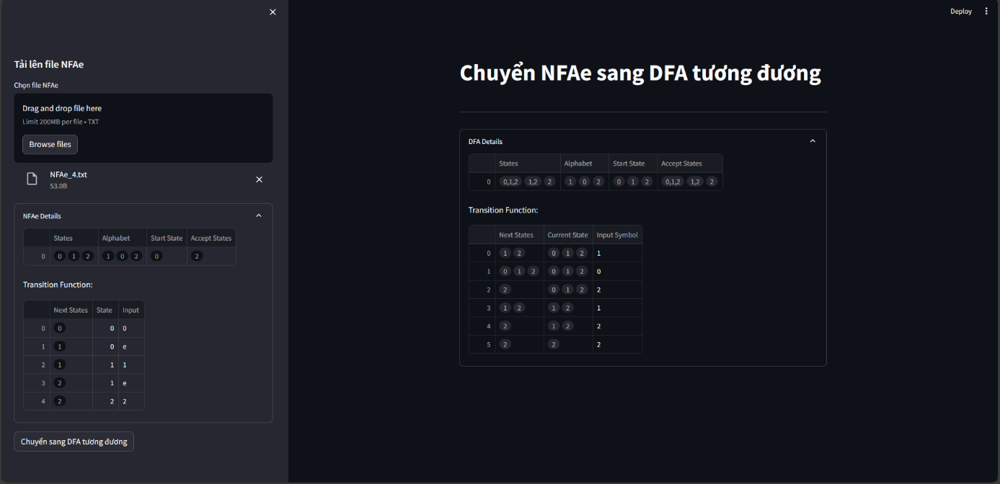 Deploy
Tải lên file NFAe
Chọn file NFAe
Drag and drop file here
Limit 200MB per file • TXT
Browse files
NFAe_4.txt
53.0B
NFAe Details
States Alphabet Start State Accept States
0 0 1 2 1 0 2 0 2
Transition Function:
Next States State Input
0 0 0 0
1 1 0 e
2 1 1 1
3 2 1 e
4 2 2 2
Chuyển sang DFA tương đương
Chuyển NFAe sang DFA tương đương
DFA Details
States Alphabet Start State Accept States
0 0,1,2 1,2 2 1 0 2 0 1 2 0,1,2 1,2 2
Transition Function:
Next States Current State Input Symbol
0 1 2 0 1 2 1
1 0 1 2 0 1 2 0
2 2 0 1 2 2
3 1 2 1 2 1
4 2 1 2 2
5 2 2 2